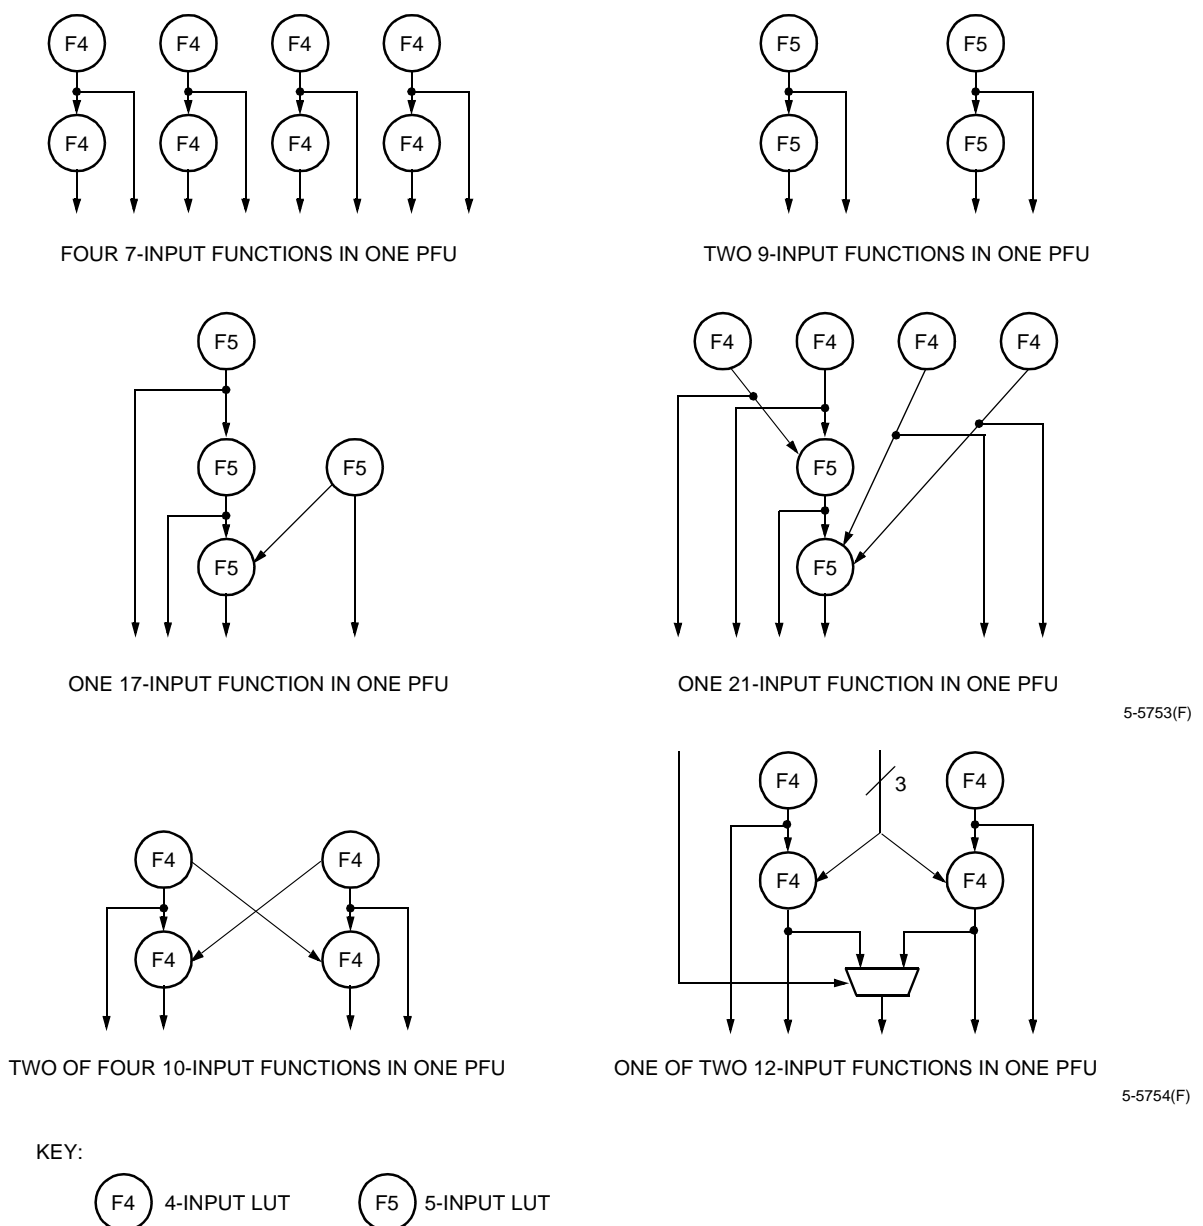 F4 F4 F4 F4 F5 F5
F4 F4 F4 F4 F5 F5
FOUR 7-INPUT FUNCTIONS IN ONE PFU
TWO 9-INPUT FUNCTIONS IN ONE PFU
F5 F4 F4 F4 F4
F5 F5 F5
F5 F5
ONE 17-INPUT FUNCTION IN ONE PFU
ONE 21-INPUT FUNCTION IN ONE PFU
5-5753(F)
F4 3 F4
F4 F4 F4 F4
F4 F4
TWO OF FOUR 10-INPUT FUNCTIONS IN ONE PFU
ONE OF TWO 12-INPUT FUNCTIONS IN ONE PFU
5-5754(F)
KEY:
F4 4-INPUT LUT F5 5-INPUT LUT